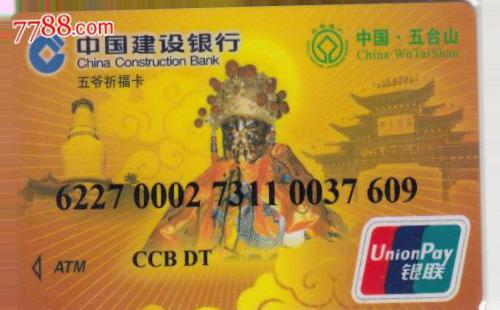 7788.com
中国建设银行
China Construction Bank
五爷祈福卡
中国·五台山
China·WuTaiShan
6227 0002 7311 0037 609
ATM
CCB DT
UnionPay
银联